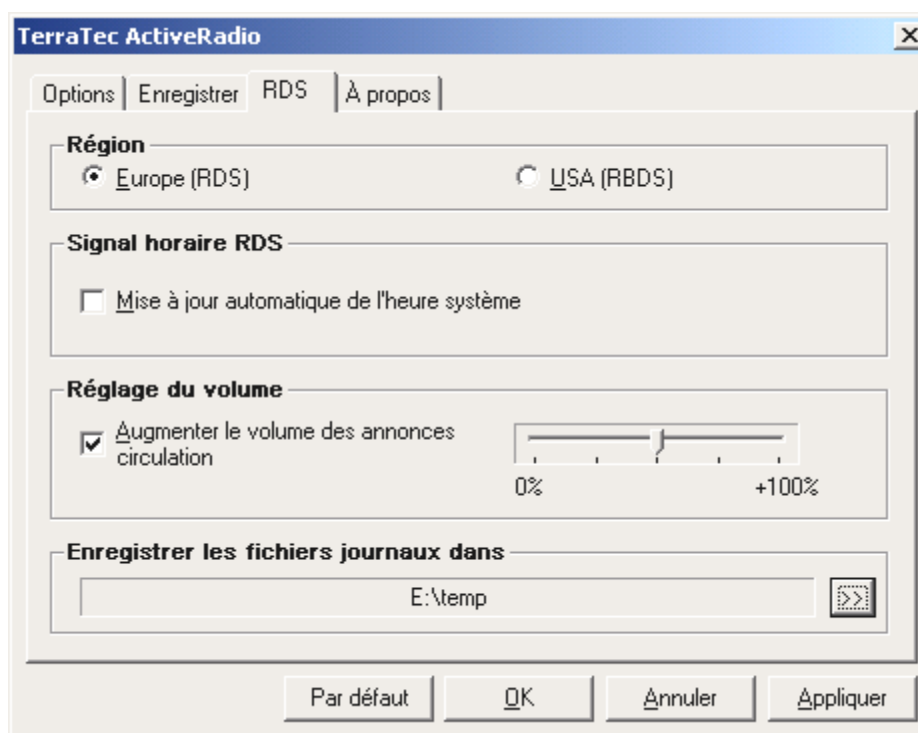 TerraTec ActiveRadio
Options Enregistrer RDS À propos
Région
Europe (RDS) USA (RBDS)
Signal horaire RDS
Mise à jour automatique de l'heure système
Réglage du volume
Augmenter le volume des annonces
circulation
0% +100%
Enregistrer les fichiers journaux dans
E:\temp >>
Par défaut OK Annuler Appliquer